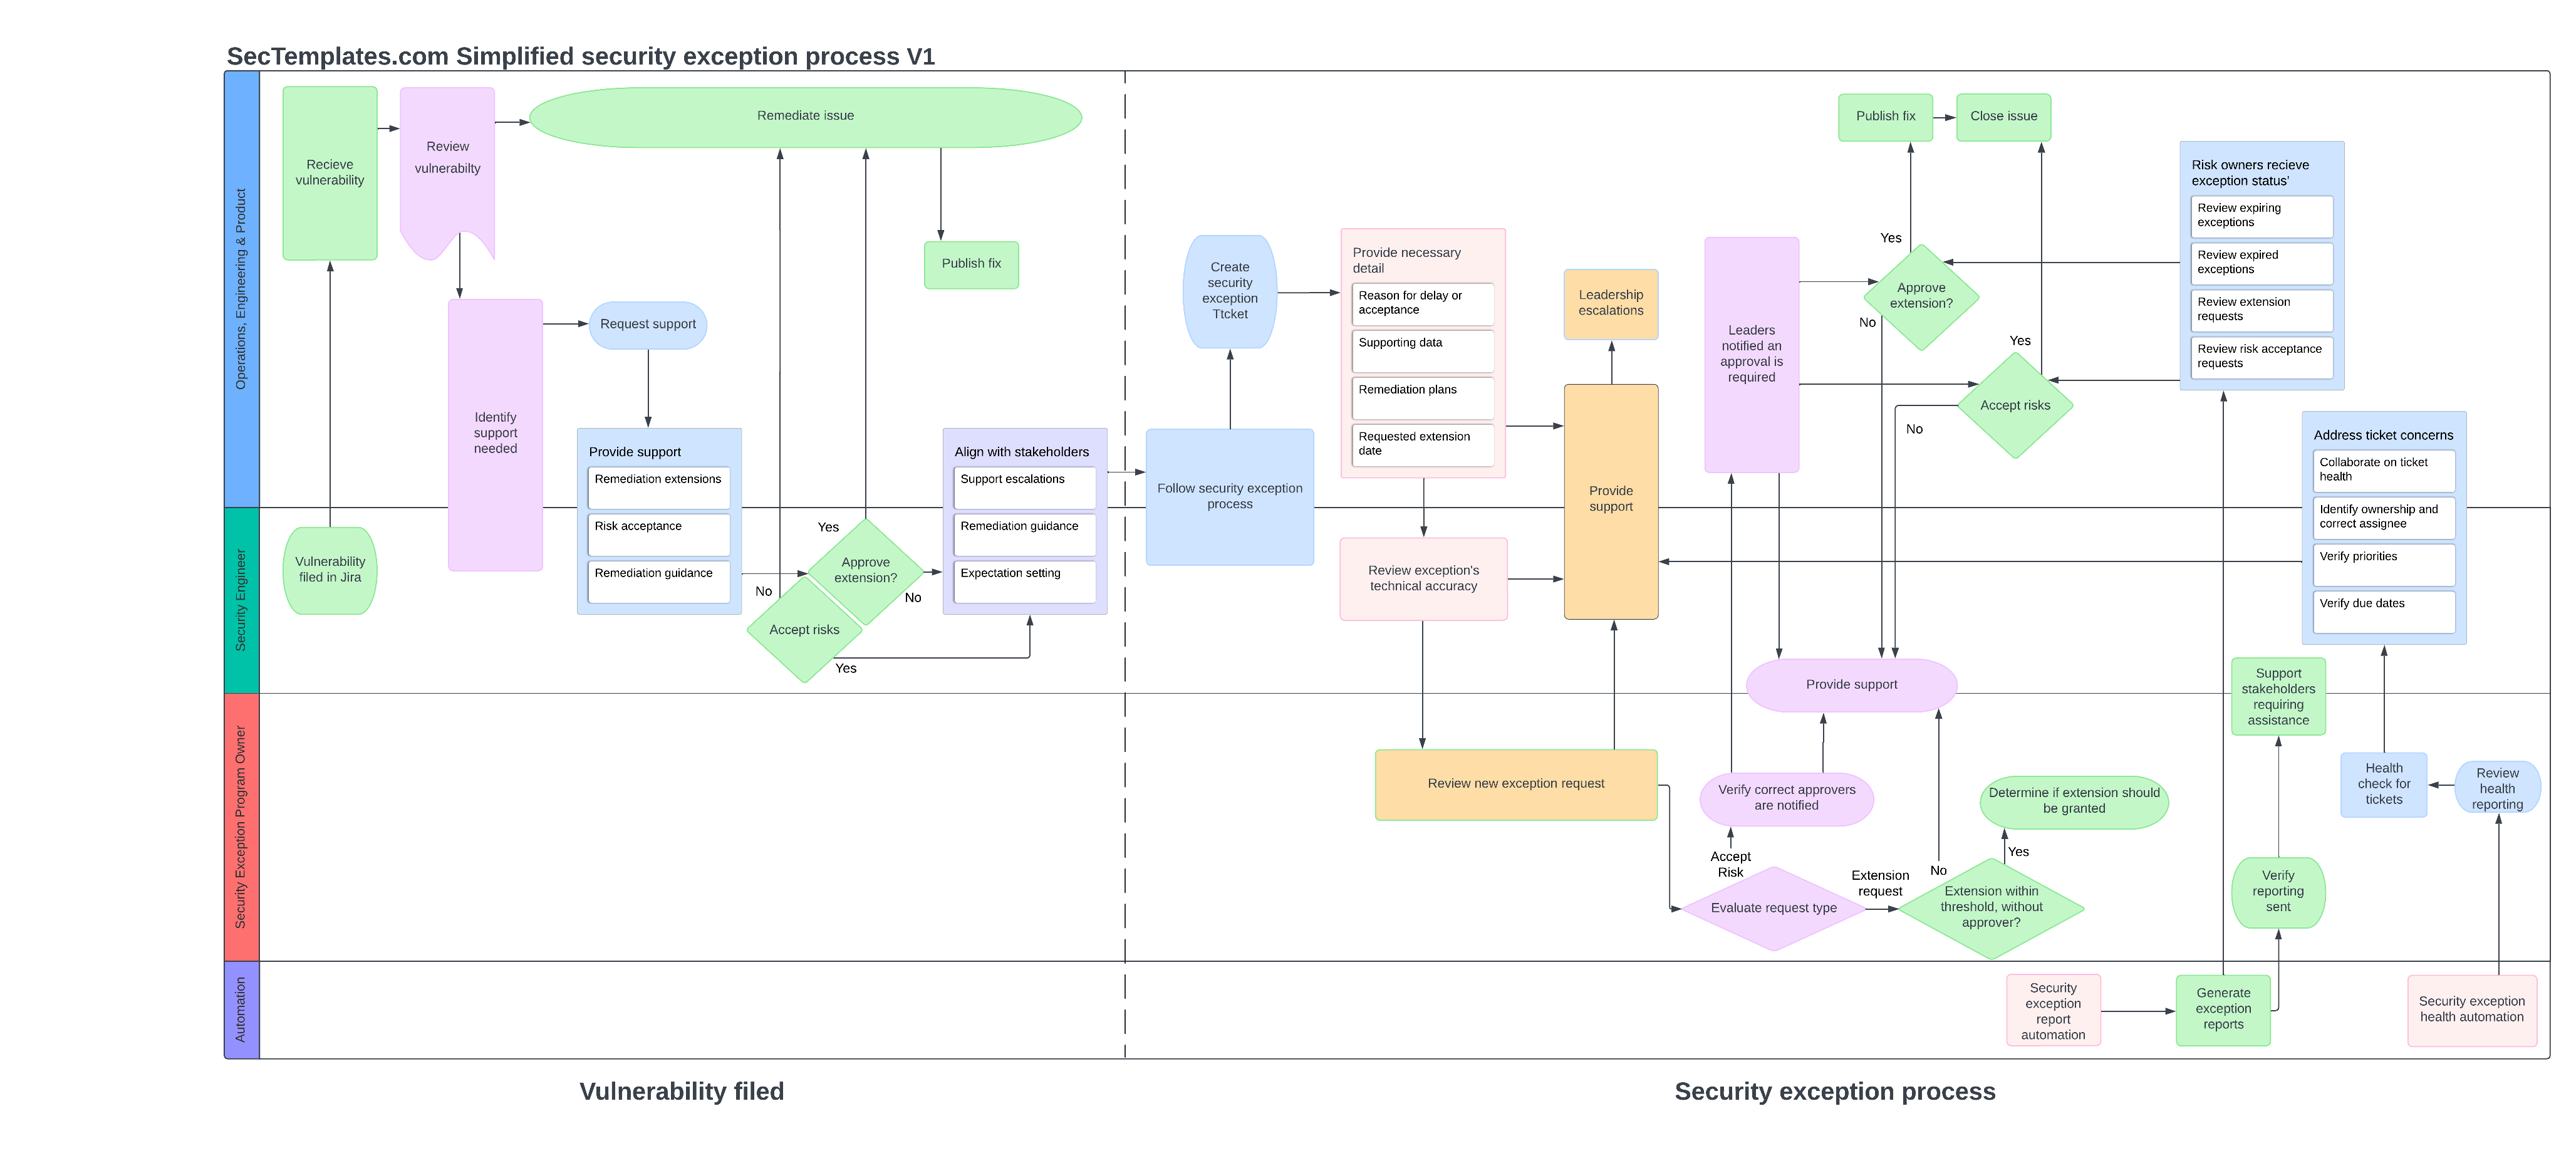 SecTemplates.com Simplified security exception process V1
Operations, Engineering & Product
Recieve
vulnerability
Review
vulnerabilty
Remediate issue
Publish fix
Identify
support
needed
Request support
Provide support
Remediation extensions
Risk acceptance
Remediation guidance
Align with stakeholders
Support escalations
Remediation guidance
Expectation setting
Security Engineer
Vulnerability
filed in Jira
Yes
Approve
extension?
No
No
Accept risks
Yes
Create
security
exception
Ttcket
Follow security exception
process
Provide necessary
detail
Reason for delay or
acceptance
Supporting data
Remediation plans
Requested extension
date
Review exception's
technical accuracy
Leadership
escalations
Provide
support
Leaders
notified an
approval is
required
Publish fix
Close issue
Yes
Approve
extension?
No
Yes
Accept risks
No
Risk owners recieve
exception status'
Review expiring
exceptions
Review expired
exceptions
Review extension
requests
Review risk acceptance
requests
Address ticket concerns
Collaborate on ticket
health
Identify ownership and
correct assignee
Verify priorities
Verify due dates
Provide support
Support
stakeholders
requiring
assistance
Security Exception Program Owner
Review new exception request
Verify correct approvers
are notified
Accept
Risk
Evaluate request type
Extension
request
Determine if extension should
be granted
Yes
No
Extension within
threshold, without
approver?
Health
check for
tickets
Review
health
reporting
Verify
reporting
sent
Automation
Security
exception
report
automation
Generate
exception
reports
Security exception
health automation
Vulnerability filed
Security exception process